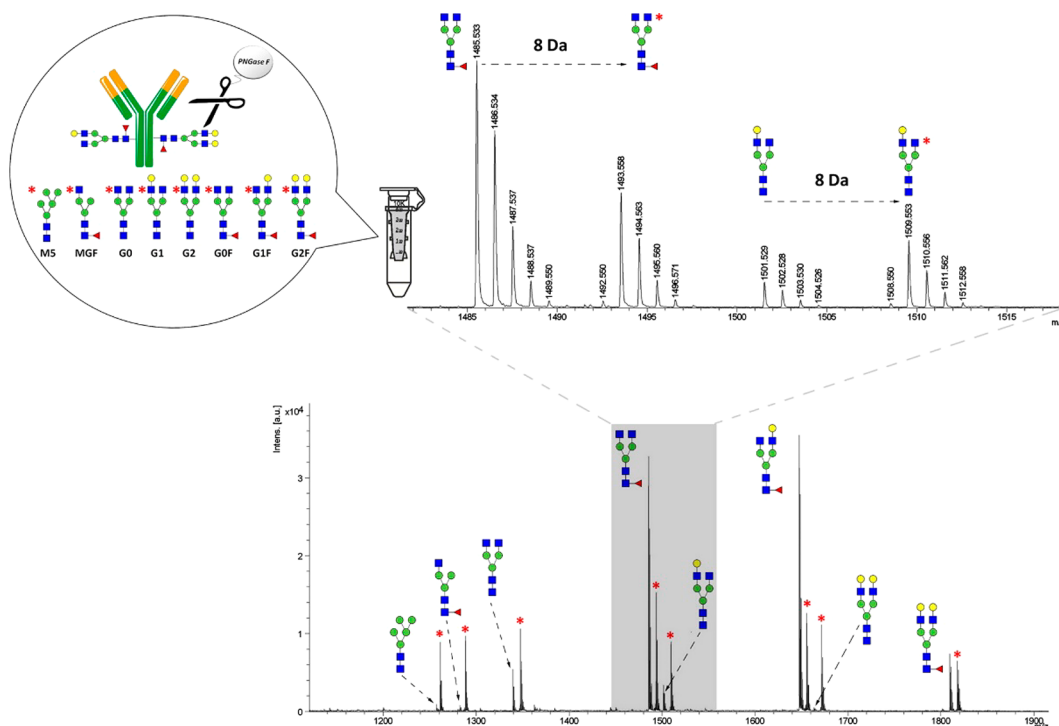 PNGase F
* * * * * * * *
M5 MGF G0 G1 G2 G0F G1F G2F
10K
8 Da
*
1485.533
1486.534
1487.537
1488.537
1489.550
1492.550
1493.558
1494.563
1495.560
1496.571
8 Da
*
1501.529
1502.528
1503.530
1504.526
1508.550
1509.553
1510.556
1511.562
1512.558
1485 1490 1495 1500 1505 1510 1515
Intens. [a.u.]
x10⁴
3
2
1
0
* * * * * * * *
1200 1300 1400 1500 1600 1700 1800 1900